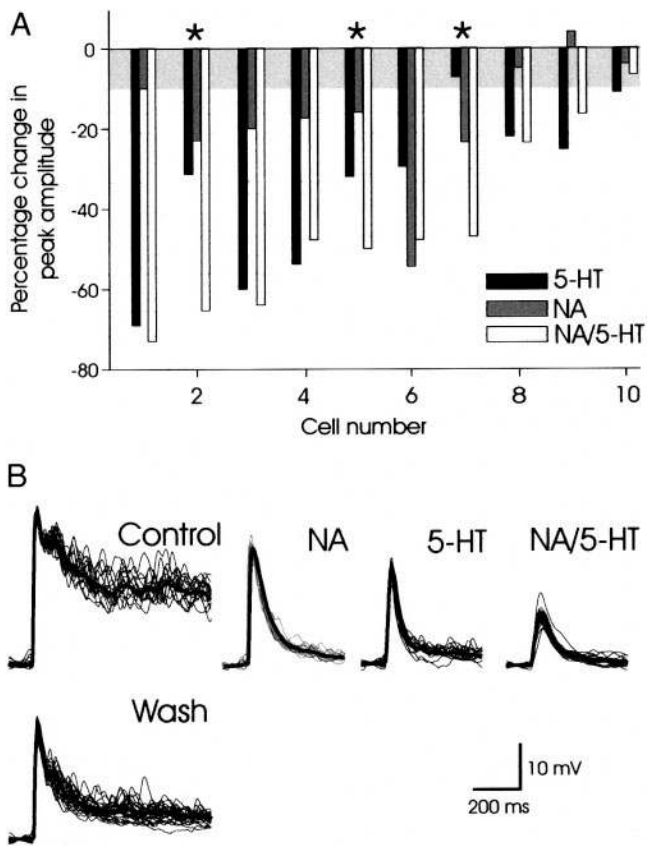 A
* * *
0
-20
-40
-60
-80
Percentage change in
peak amplitude
5-HT
NA
NA/5-HT
2 4 6 8 10
Cell number
B
Control NA 5-HT NA/5-HT
Wash
10 mV
200 ms